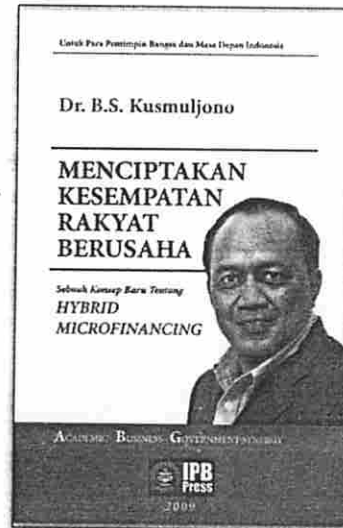 Untuk Para Pemimpin Bangsa dan Masa Depan Indonesia
Dr. B.S. Kusmuljono
MENCIPTAKAN
KESEMPATAN
RAKYAT
BERUSAHA
Sebuah Konsep Baru Tentang
HYBRID
MICROFINANCING
ACADEMIC BUSINESS GOVERNMENT-SYNERGY
IPB
Press
2009